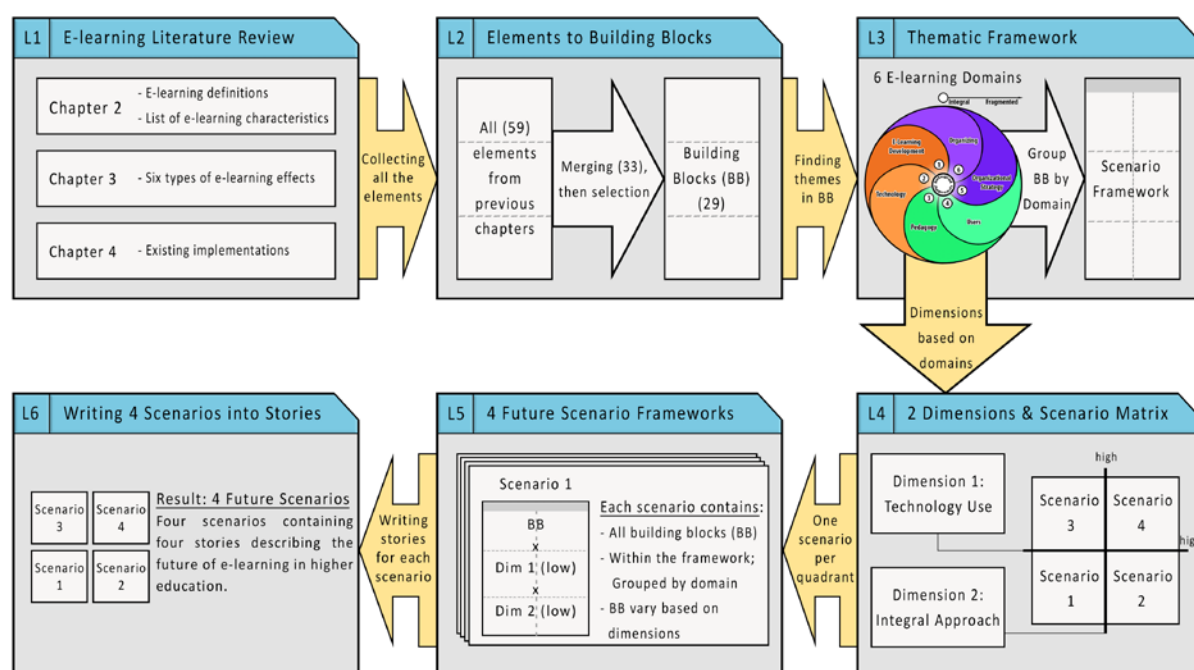 L1 E-learning Literature Review
Chapter 2
- E-learning definitions
- List of e-learning characteristics
Chapter 3
- Six types of e-learning effects
Chapter 4
- Existing implementations
Collecting
all the
elements
L2 Elements to Building Blocks
All (59)
elements
from
previous
chapters
Merging (33),
then selection
Building
Blocks (BB)
(29)
Finding
themes
in BB
L3 Thematic Framework
6 E-learning Domains
Integral Fragmented
E-Learning
Development
Organizing
Technology
Organizational
Strategy
Pedagogy
Users
Group
BB by
Domain
Scenario
Framework
Dimensions
based on
domains
L4 2 Dimensions & Scenario Matrix
Dimension 1:
Technology Use
Dimension 2:
Integral Approach
high
Scenario
3
Scenario
4
hig
Scenario
1
Scenario
2
One
scenario
per
quadrant
L5 4 Future Scenario Frameworks
Scenario 1
BB
x
Dim 1 (low)
x
Dim 2 (low)
Each scenario contains:
- All building blocks (BB)
- Within the framework;
Grouped by domain
- BB vary based on
dimensions
Writing
stories
for each
scenario
L6 Writing 4 Scenarios into Stories
Scenario
3
Scenario
4
Scenario
1
Scenario
2
Result: 4 Future Scenarios
Four scenarios containing
four stories describing the
future of e-learning in higher
education.